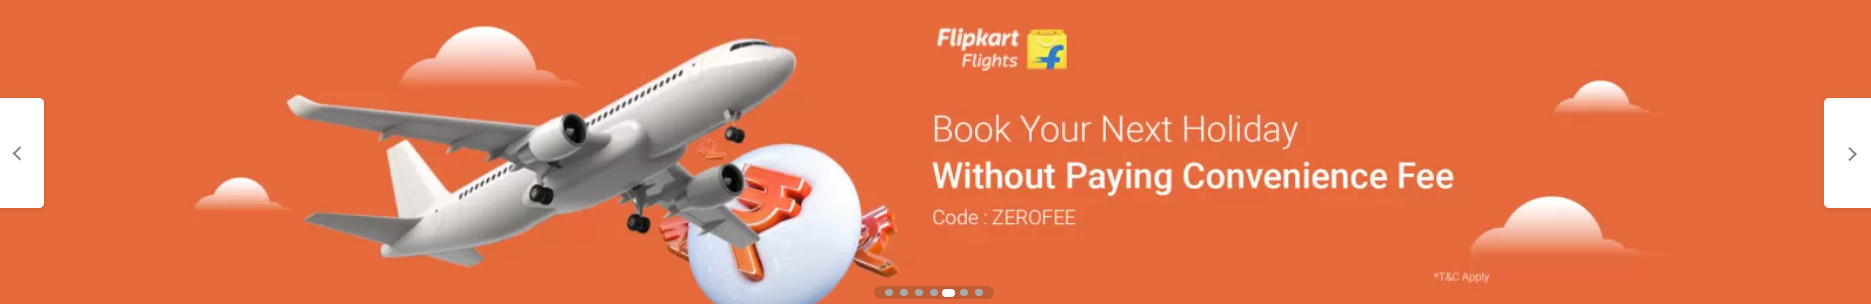 Flipkart
Flights
Book Your Next Holiday
Without Paying Convenience Fee
Code : ZEROFEE
*T&C Apply